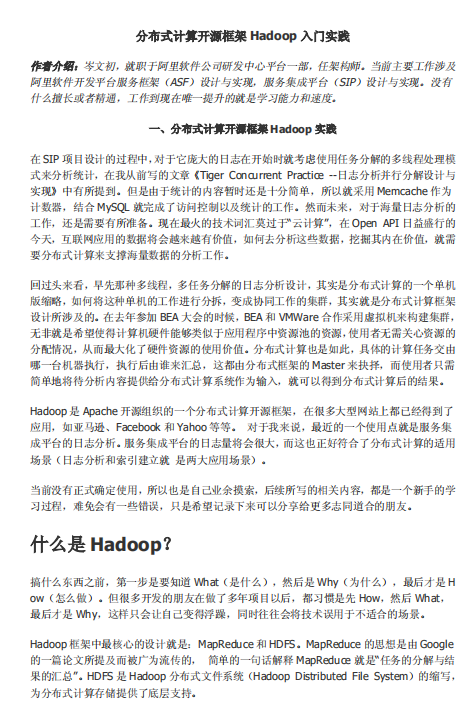 分布式计算开源框架 Hadoop 入门实践
作者介绍：岑文初，就职于阿里软件公司研发中心平台一部，任架构师。当前主要工作涉及
阿里软件开发平台服务框架（ASF）设计与实现，服务集成平台（SIP）设计与实现。没有
什么擅长或者精通，工作到现在唯一提升的就是学习能力和速度。
一、分布式计算开源框架 Hadoop 实践
在 SIP 项目设计的过程中，对于它庞大的日志在开始时就考虑使用任务分解的多线程处理模
式来分析统计，在我从前写的文章《Tiger Concurrent Practice --日志分析并行分解设计与
实现》中有所提到。但是由于统计的内容暂时还是十分简单，所以就采用 Memcache 作为
计数器，结合 MySQL 就完成了访问控制以及统计的工作。然而未来，对于海量日志分析的
工作，还是需要有所准备。现在最火的技术词汇莫过于“云计算”，在 Open API 日益盛行的
今天，互联网应用的数据将会越来越有价值，如何去分析这些数据，挖掘其内在价值，就需
要分布式计算来支撑海量数据的分析工作。
回过头来看，早先那种多线程，多任务分解的日志分析设计，其实是分布式计算的一个单机
版缩略，如何将这种单机的工作进行分拆，变成协同工作的集群，其实就是分布式计算框架
设计所涉及的。在去年参加 BEA 大会的时候，BEA 和 VMWare 合作采用虚拟机来构建集群，
无非就是希望使得计算机硬件能够类似于应用程序中资源池的资源，使用者无需关心资源的
分配情况，从而最大化了硬件资源的使用价值。分布式计算也是如此，具体的计算任务交由
哪一台机器执行，执行后由谁来汇总，这都由分布式框架的 Master 来抉择，而使用者只需
简单地将待分析内容提供给分布式计算系统作为输入，就可以得到分布式计算后的结果。
Hadoop 是 Apache 开源组织的一个分布式计算开源框架，在很多大型网站上都已经得到了
应用，如亚马逊、Facebook 和 Yahoo 等等。 对于我来说，最近的一个使用点就是服务集
成平台的日志分析。服务集成平台的日志量将会很大，而这也正好符合了分布式计算的适用
场景（日志分析和索引建立就 是两大应用场景）。
当前没有正式确定使用，所以也是自己业余摸索，后续所写的相关内容，都是一个新手的学
习过程，难免会有一些错误，只是希望记录下来可以分享给更多志同道合的朋友。
什么是 Hadoop？
搞什么东西之前，第一步是要知道 What（是什么），然后是 Why（为什么），最后才是 H
ow（怎么做）。但很多开发的朋友在做了多年项目以后，都习惯是先 How，然后 What，
最后才是 Why，这样只会让自己变得浮躁，同时往往会将技术误用于不适合的场景。
Hadoop 框架中最核心的设计就是：MapReduce 和 HDFS。MapReduce 的思想是由 Google
的一篇论文所提及而被广为流传的， 简单的一句话解释 MapReduce 就是“任务的分解与结
果的汇总”。HDFS 是 Hadoop 分布式文件系统（Hadoop Distributed File System）的缩写，
为分布式计算存储提供了底层支持。